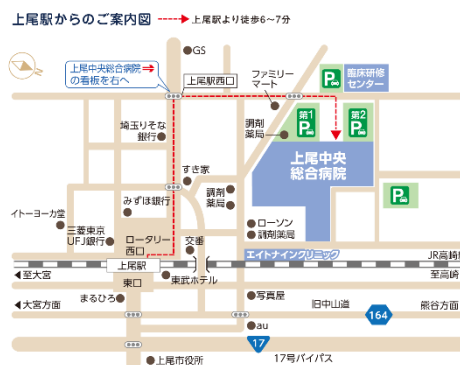 上尾駅からのご案内図
上尾駅より徒歩6〜7分
GS
上尾中央総合病院
の看板を右へ
上尾駅西口
ファミリー
マート
臨床研修
センター
P
埼玉りそな
銀行
調剤
薬局
第1
P
第2
P
上尾中央
総合病院
すき家
みずほ銀行
調剤
薬局
P
イトーヨーカ堂
三菱東京
UFJ銀行
ロータリー
西口
交番
ローソン
調剤薬局
エイトナインクリニック
JR高崎
上尾駅
至大宮
東口
東武ホテル
至高崎
まるひろ
写真屋
大宮方面
旧中山道
164
熊谷方面
au
17
上尾市役所
17号バイパス